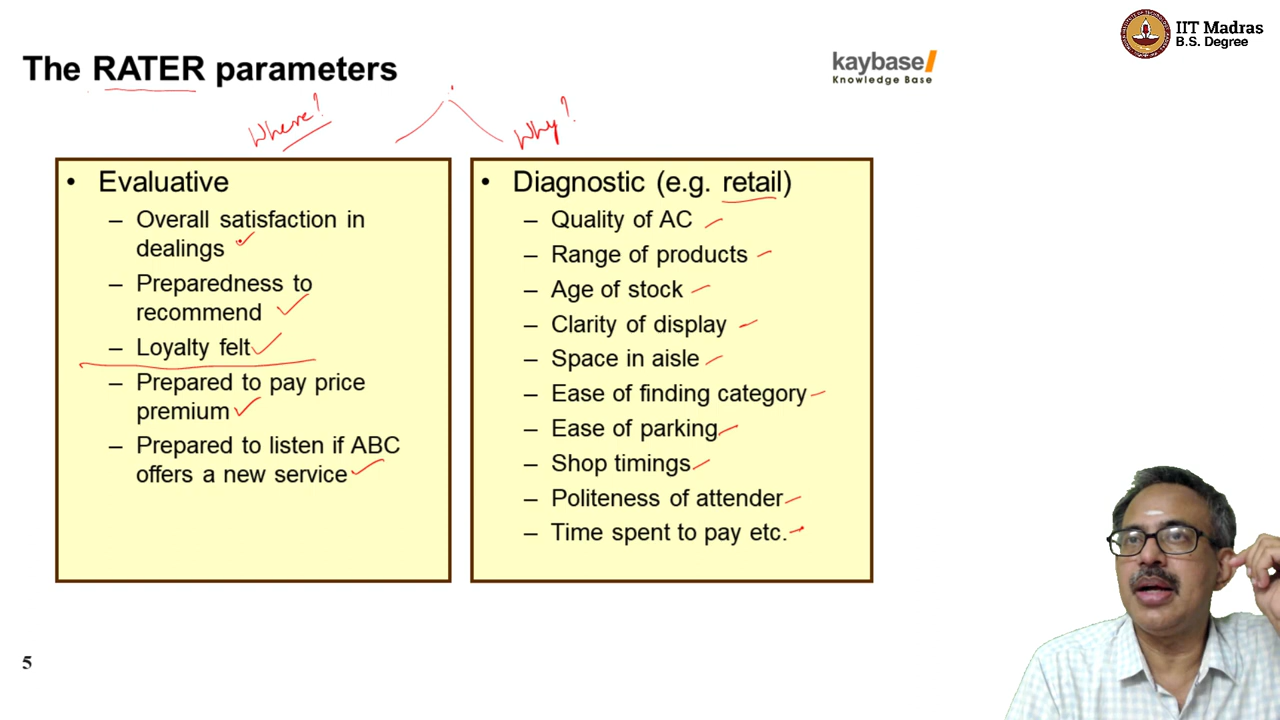 IIT Madras
B.S. Degree
The RATER parameters
kaybase
Knowledge Base
Where?
Why?
• Evaluative
– Overall satisfaction in
dealings
– Preparedness to
recommend
– Loyalty felt
– Prepared to pay price
premium
– Prepared to listen if ABC
offers a new service
• Diagnostic (e.g. retail)
– Quality of AC
– Range of products
– Age of stock
– Clarity of display
– Space in aisle
– Ease of finding category
– Ease of parking
– Shop timings
– Politeness of attender
– Time spent to pay etc.
5